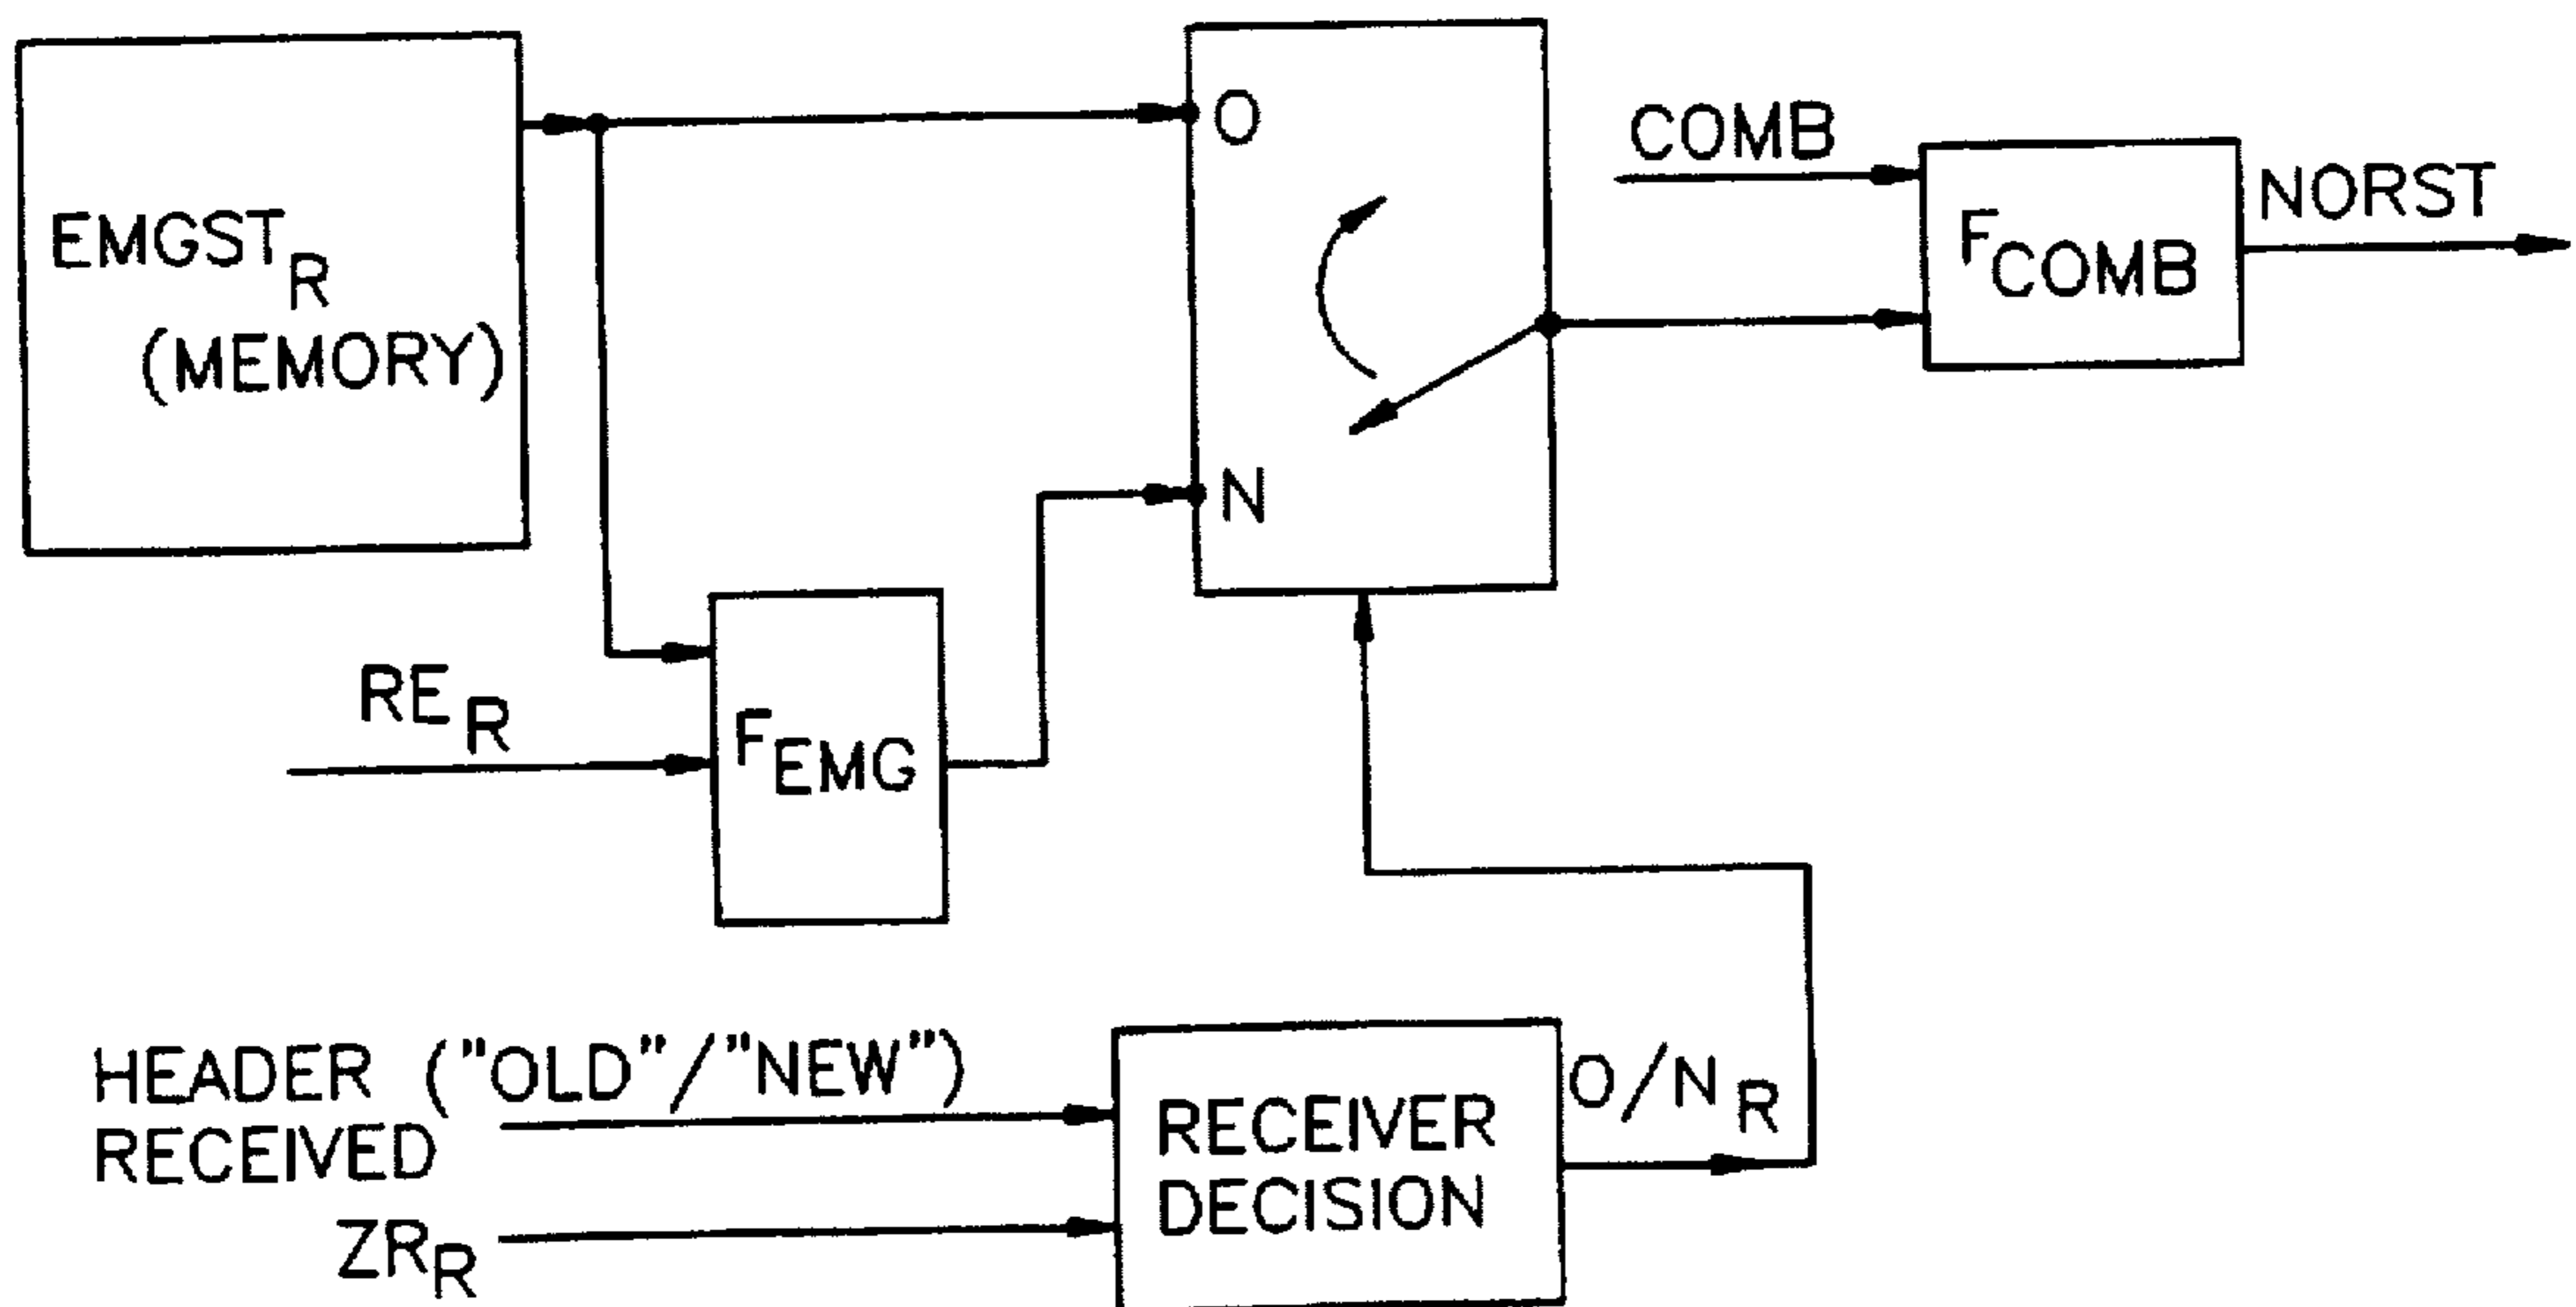 O
COMB
NORST
EMGST_R
(MEMORY)
F_COMB
N
RE_R
F_EMG
HEADER ("OLD"/"NEW")
RECEIVED
O/N_R
RECEIVER
DECISION
ZR_R